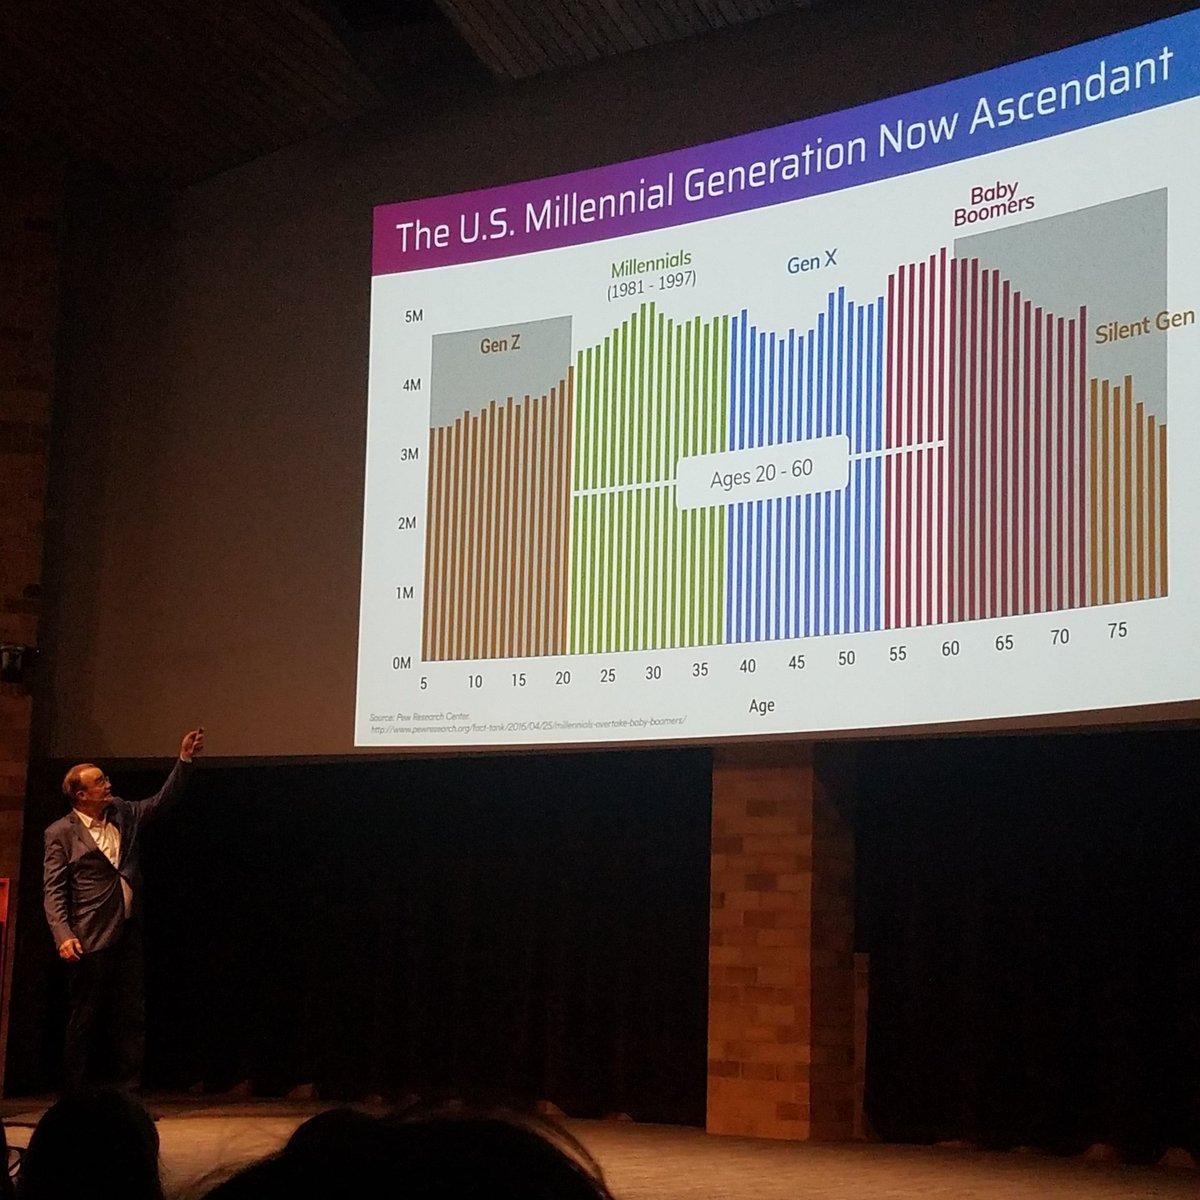 The U.S. Millennial Generation Now Ascendant
Baby
Boomers
Millennials
(1981 - 1997)
Gen X
5M
Gen Z
Silent Gen
4M
3M
Ages 20 - 60
2M
1M
0M
5 10 15 20 25 30 35 40 45 50 55 60 65 70 75
Age
Source: Pew Research Center.
http://www.pewresearch.org/fact-tank/2016/04/25/millennials-overtake-baby-boomers/